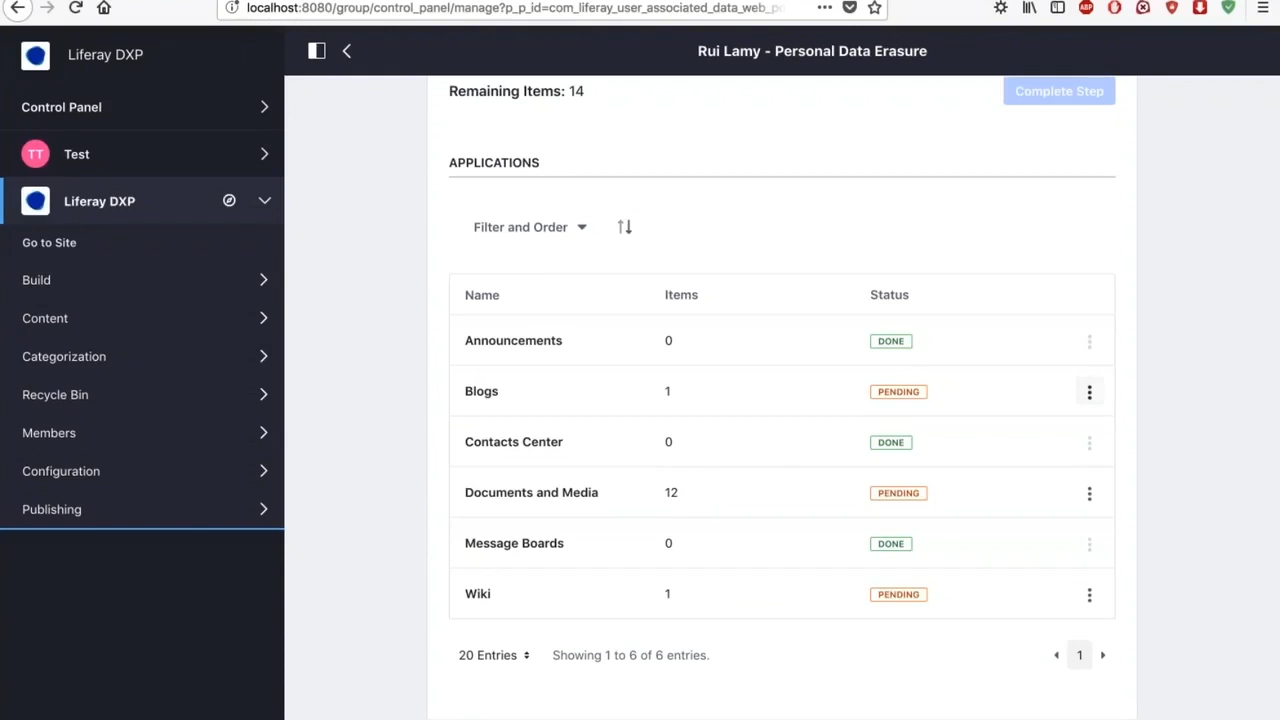 localhost:8080/group/control_panel/manage?p_p_id=com_liferay_user_associated_data_web_po
ABP
Liferay DXP
Rui Lamy - Personal Data Erasure
Control Panel
TT Test
Liferay DXP
Go to Site
Build
Content
Categorization
Recycle Bin
Members
Configuration
Publishing
Remaining Items: 14
Complete Step
APPLICATIONS
Filter and Order
Name Items Status
Announcements 0 DONE
Blogs 1 PENDING
Contacts Center 0 DONE
Documents and Media 12 PENDING
Message Boards 0 DONE
Wiki 1 PENDING
20 Entries Showing 1 to 6 of 6 entries. 1